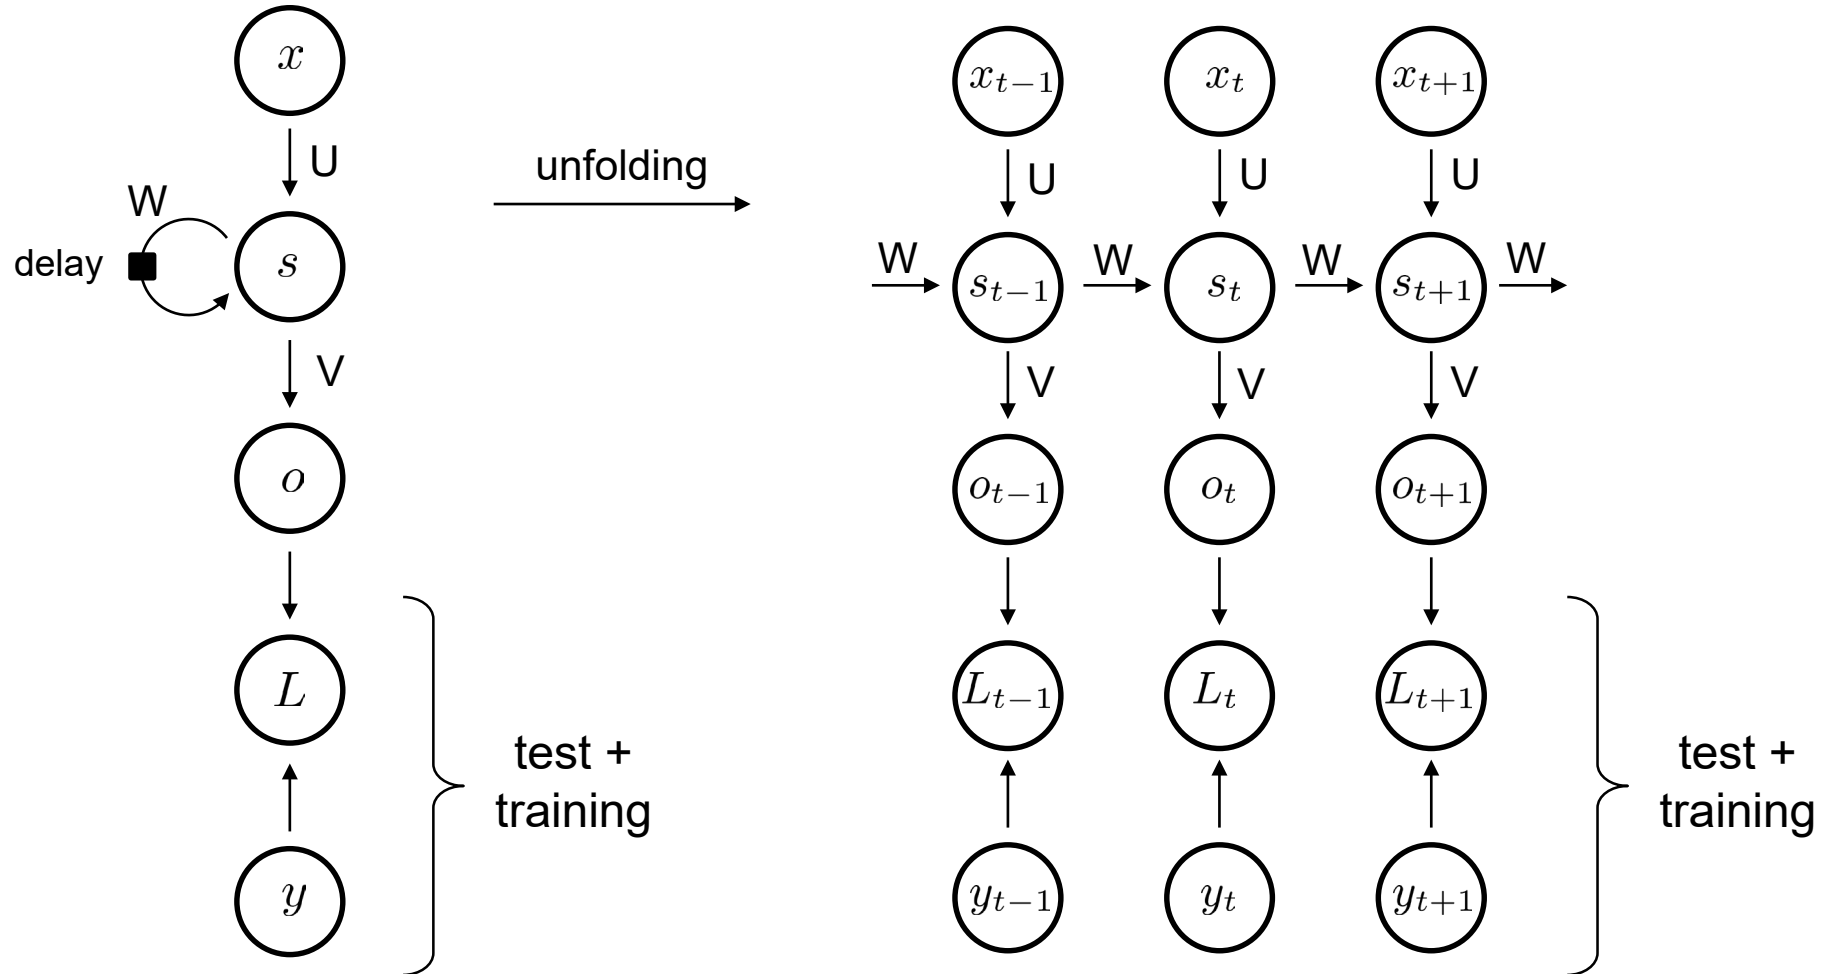 x
U
W
delay
s
V
o
L
test +
training
y
unfolding
x_{t-1}
x_t
x_{t+1}
U
U
U
W
s_{t-1}
W
s_t
W
s_{t+1}
W
V
V
V
o_{t-1}
o_t
o_{t+1}
L_{t-1}
L_t
L_{t+1}
test +
training
y_{t-1}
y_t
y_{t+1}